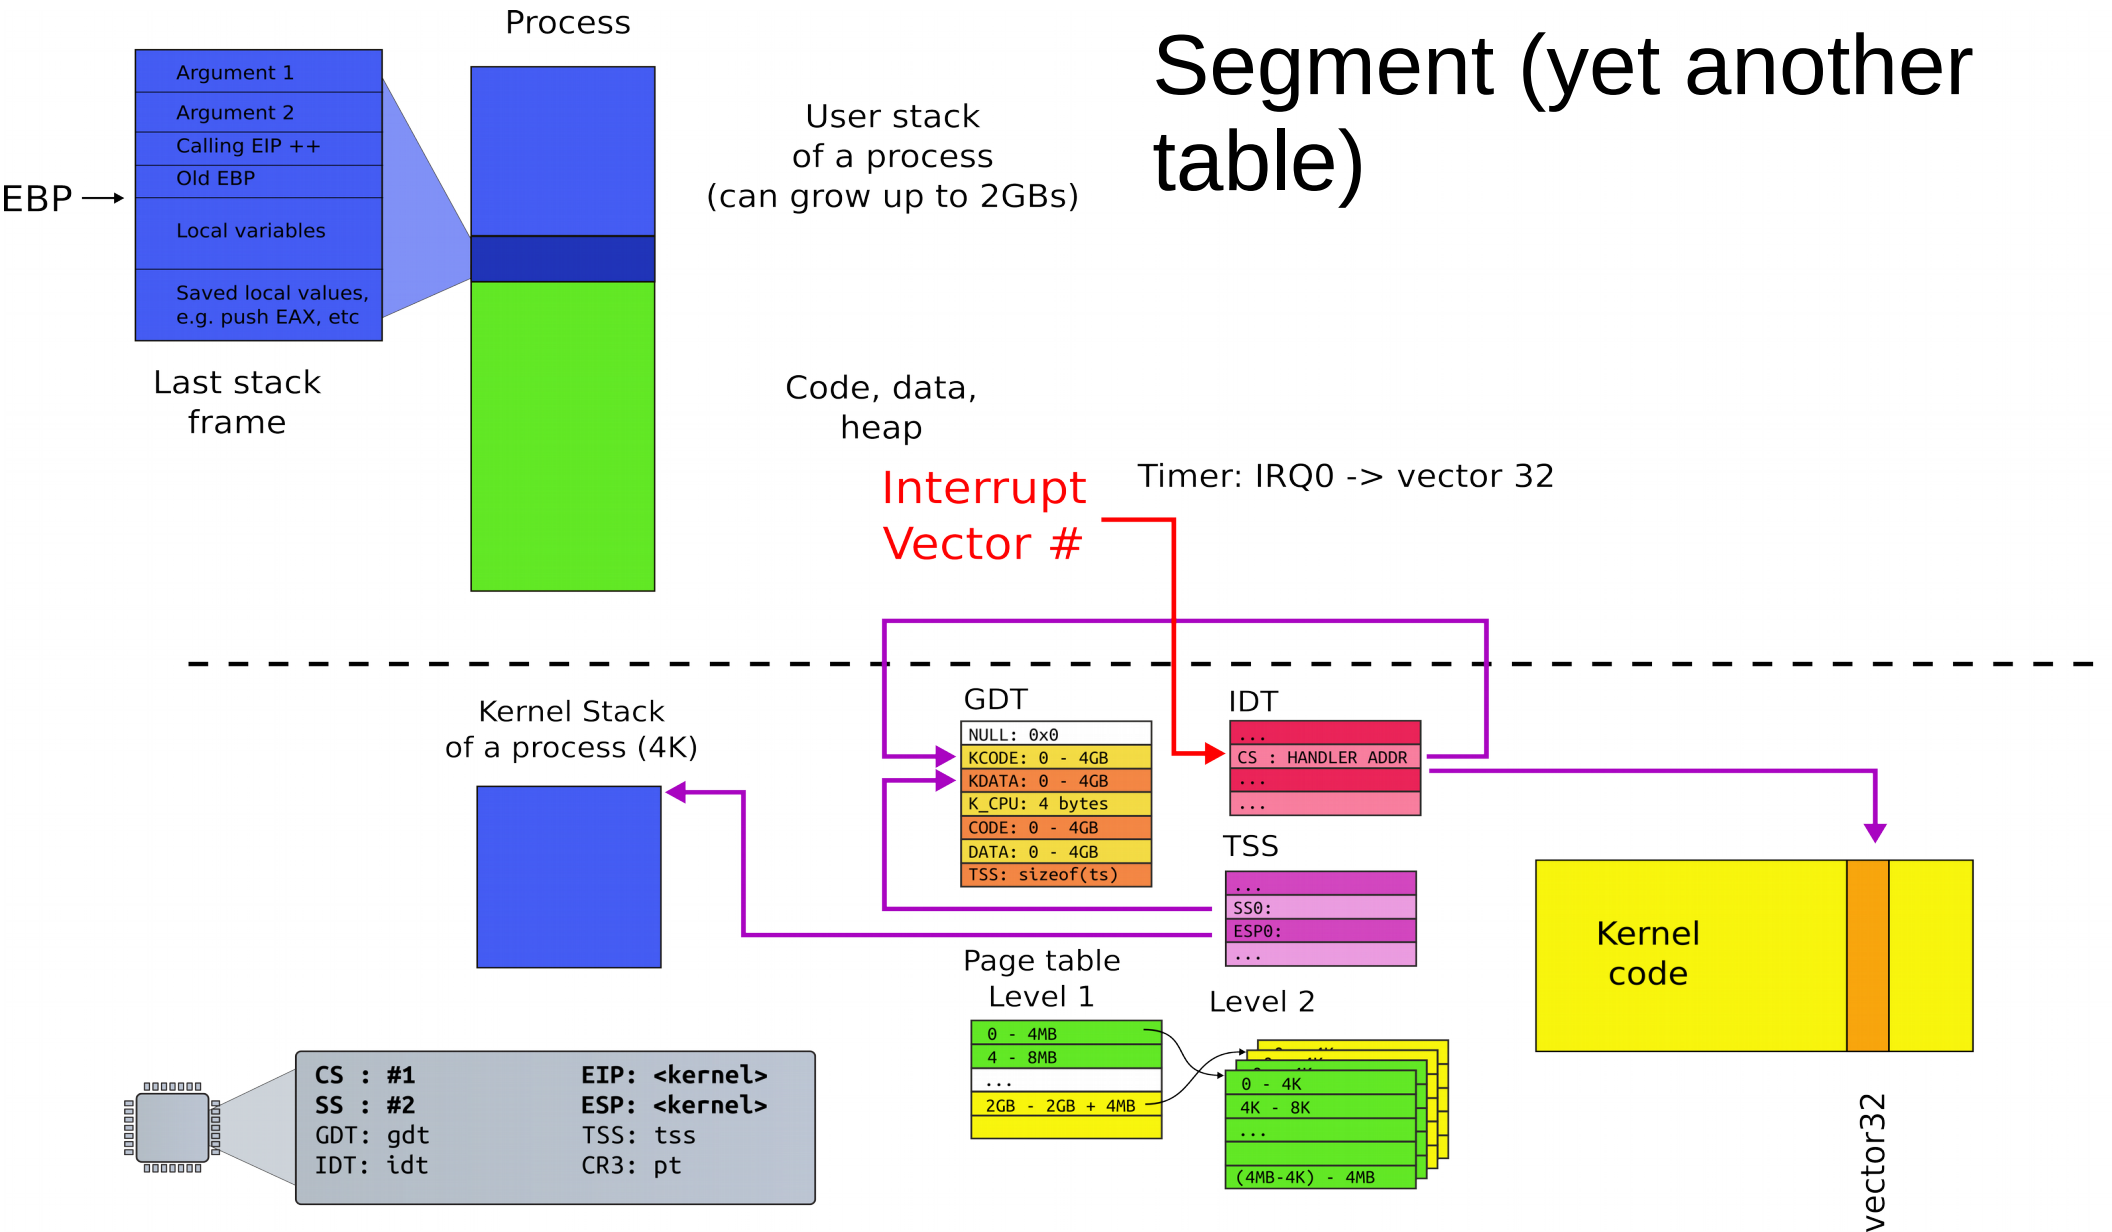 Process
Segment (yet another
table)
Argument 1
Argument 2
Calling EIP ++
Old EBP
EBP
Local variables
Saved local values,
e.g. push EAX, etc
Last stack
frame
User stack
of a process
(can grow up to 2GBs)
Code, data,
heap
Interrupt
Vector #
Timer: IRQ0 -> vector 32
Kernel Stack
of a process (4K)
GDT
NULL: 0x0
KCODE: 0 - 4GB
KDATA: 0 - 4GB
K_CPU: 4 bytes
CODE: 0 - 4GB
DATA: 0 - 4GB
TSS: sizeof(ts)
IDT
...
CS : HANDLER ADDR
...
...
TSS
...
SS0:
ESP0:
...
Kernel
code
vector32
Page table
Level 1
0 - 4MB
4 - 8MB
...
2GB - 2GB + 4MB
Level 2
0 - 4K
4K - 8K
...
(4MB-4K) - 4MB
CS : #1 EIP: <kernel>
SS : #2 ESP: <kernel>
GDT: gdt TSS: tss
IDT: idt CR3: pt